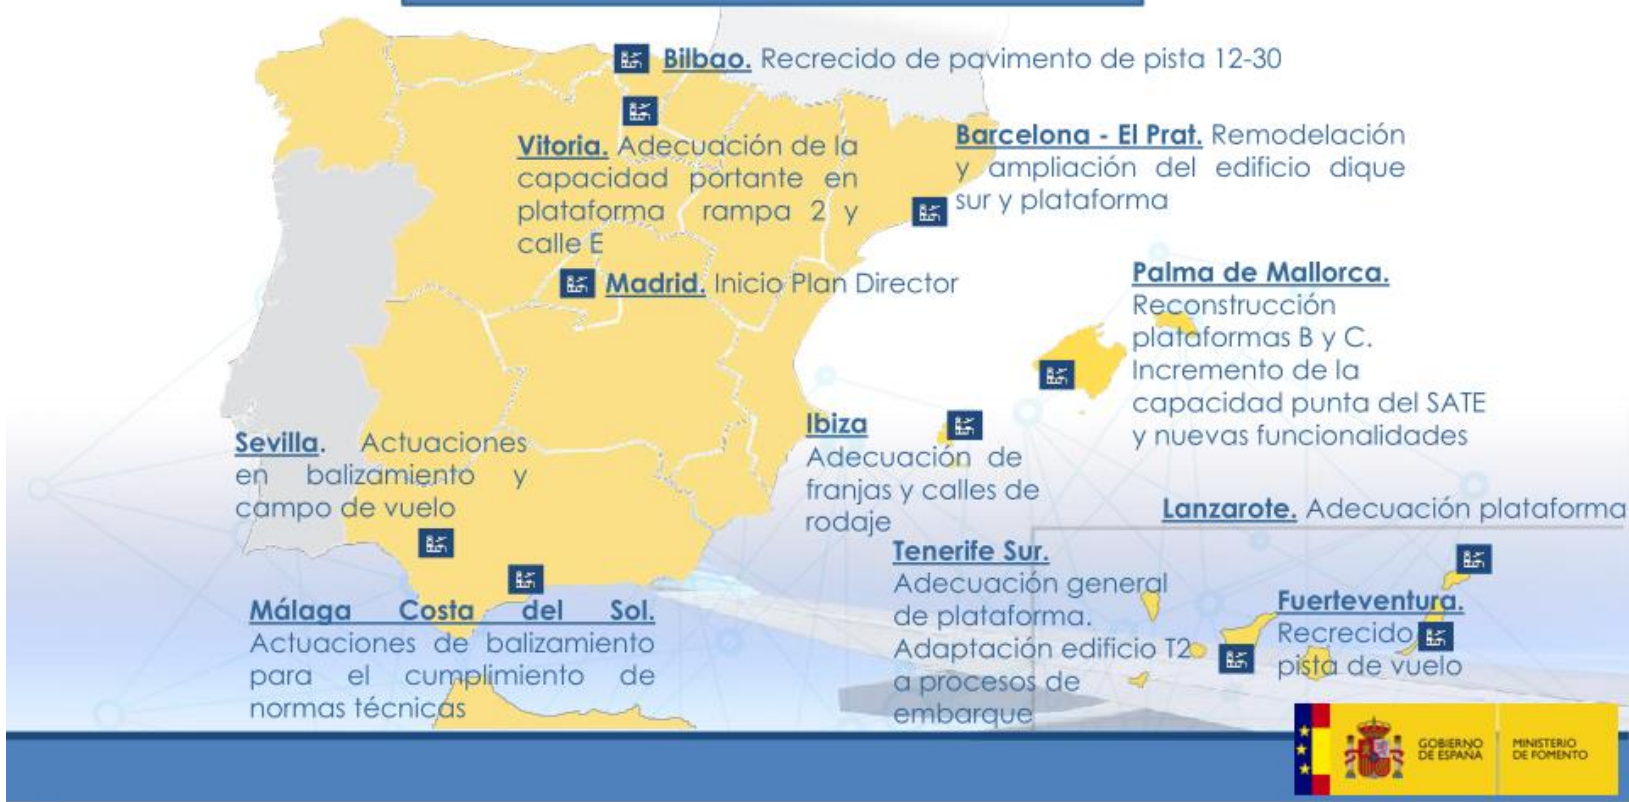 Bilbao. Recrecido de pavimento de pista 12-30
Vitoria. Adecuación de la
capacidad portante en
plataforma rampa 2 y
calle E
Barcelona - El Prat. Remodelación
y ampliación del edificio dique
sur y plataforma
Madrid. Inicio Plan Director
Palma de Mallorca.
Reconstrucción
plataformas B y C.
Incremento de la
capacidad punta del SATE
y nuevas funcionalidades
Ibiza
Adecuación de
franjas y calles de
rodaje
Sevilla. Actuaciones
en balizamiento y
campo de vuelo
Lanzarote. Adecuación plataforma
Tenerife Sur.
Adecuación general
de plataforma.
Adaptación edificio T2
a procesos de
embarque
Fuerteventura.
Recrecido
pista de vuelo
Málaga Costa del Sol.
Actuaciones de balizamiento
para el cumplimiento de
normas técnicas
GOBIERNO
DE ESPAÑA
MINISTERIO
DE FOMENTO